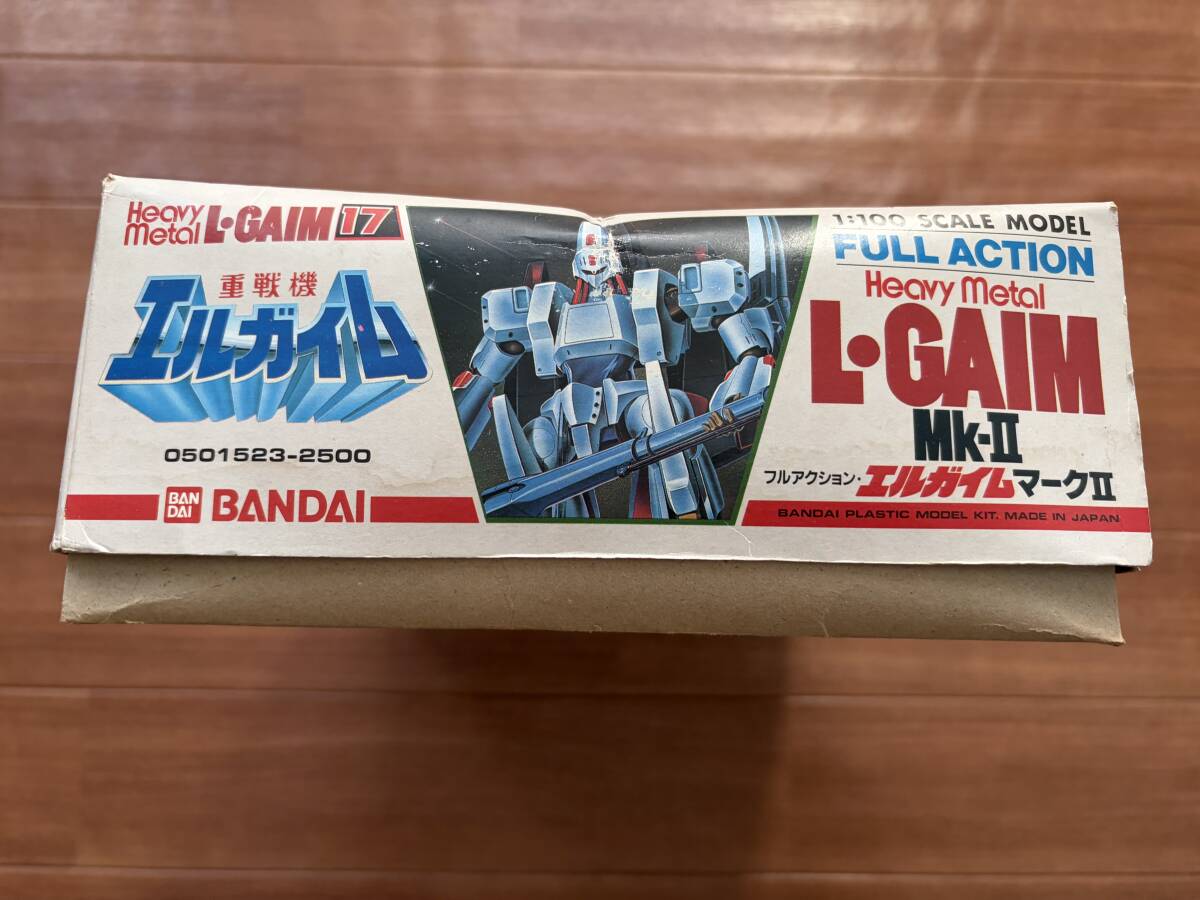 Heavy Metal L·GAIM 17
重戦機
エルガイム
0501523-2500
BAN DAI BANDAI
1:100 SCALE MODEL
FULL ACTION
Heavy Metal
L·GAIM
Mk-II
フルアクション・エルガイムマークII
BANDAI PLASTIC MODEL KIT. MADE IN JAPAN